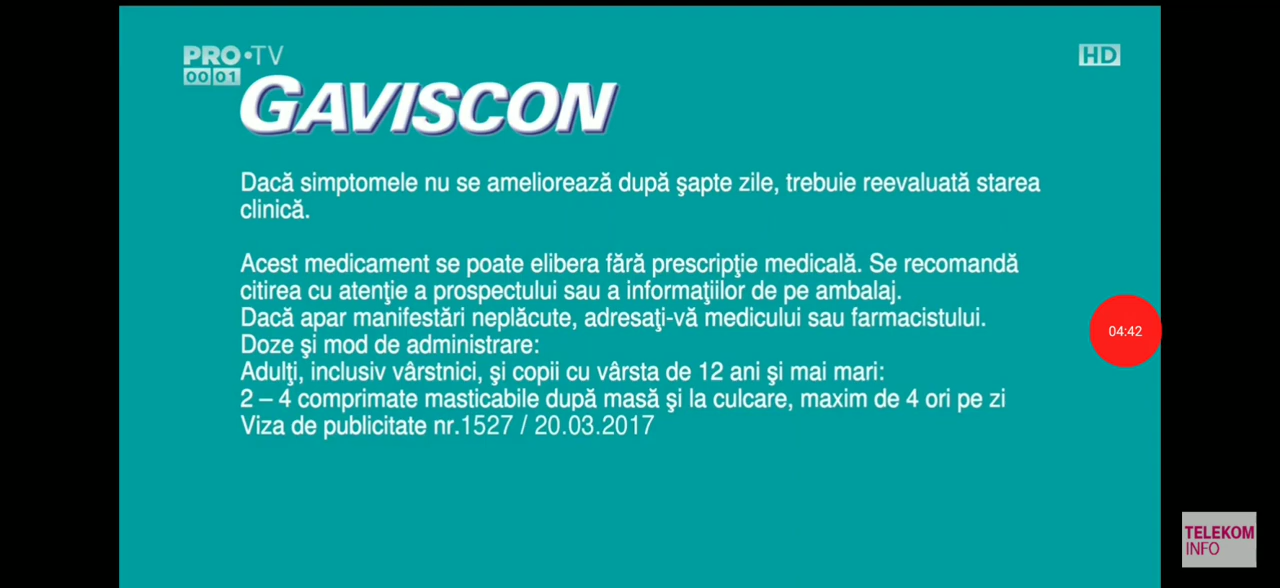 PRO•TV
HD
00 01
GAVISCON
Dacă simptomele nu se ameliorează după şapte zile, trebuie reevaluată starea
clinică.
Acest medicament se poate elibera fără prescripţie medicală. Se recomandă
citirea cu atenţie a prospectului sau a informaţiilor de pe ambalaj.
Dacă apar manifestări neplăcute, adresaţi-vă medicului sau farmacistului.
Doze şi mod de administrare:
Adulţi, inclusiv vârstnici, şi copii cu vârsta de 12 ani şi mai mari:
2 – 4 comprimate masticabile după masă şi la culcare, maxim de 4 ori pe zi
Viza de publicitate nr.1527 / 20.03.2017
04:42
TELEKOM
INFO